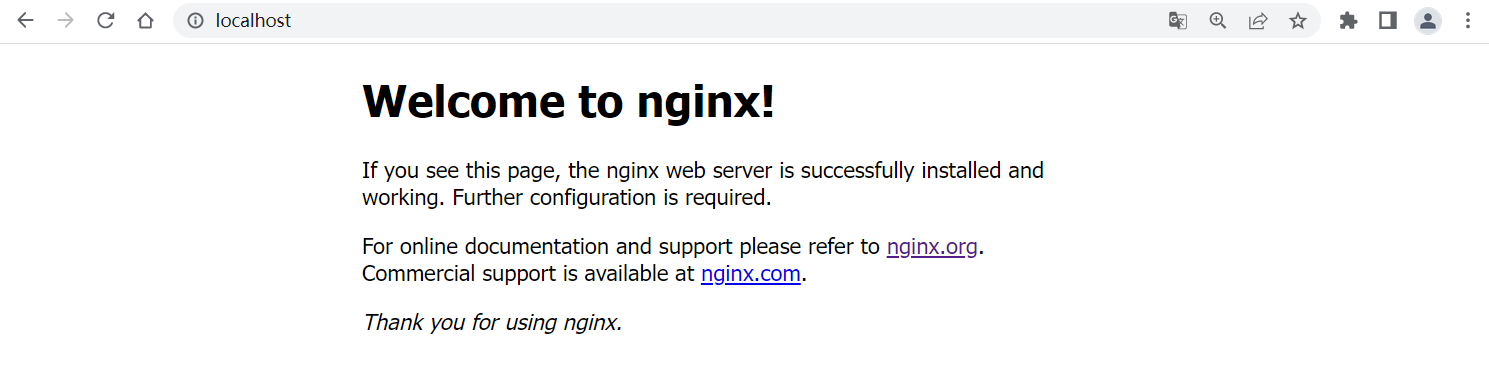 localhost
Welcome to nginx!
If you see this page, the nginx web server is successfully installed and
working. Further configuration is required.
For online documentation and support please refer to nginx.org.
Commercial support is available at nginx.com.
Thank you for using nginx.